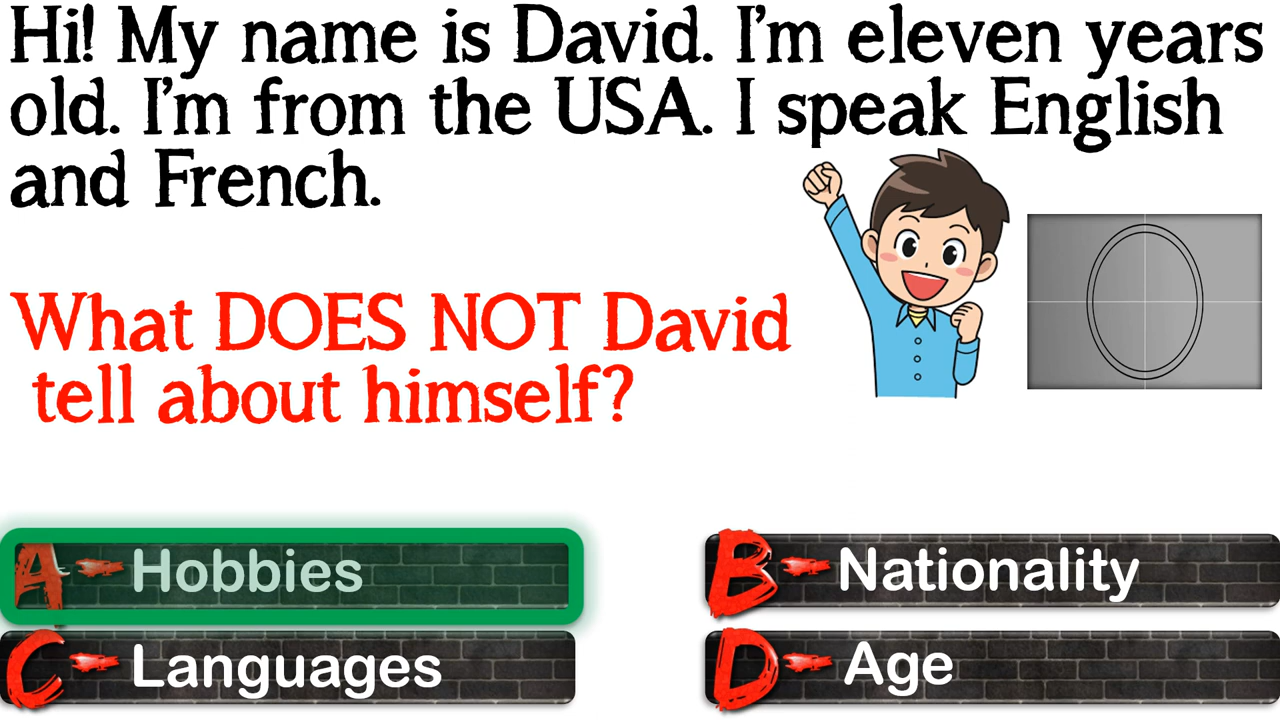 Hi! My name is David. I'm eleven years
old. I'm from the USA. I speak English
and French.
What DOES NOT David
tell about himself?
A- Hobbies
B- Nationality
C- Languages
D- Age